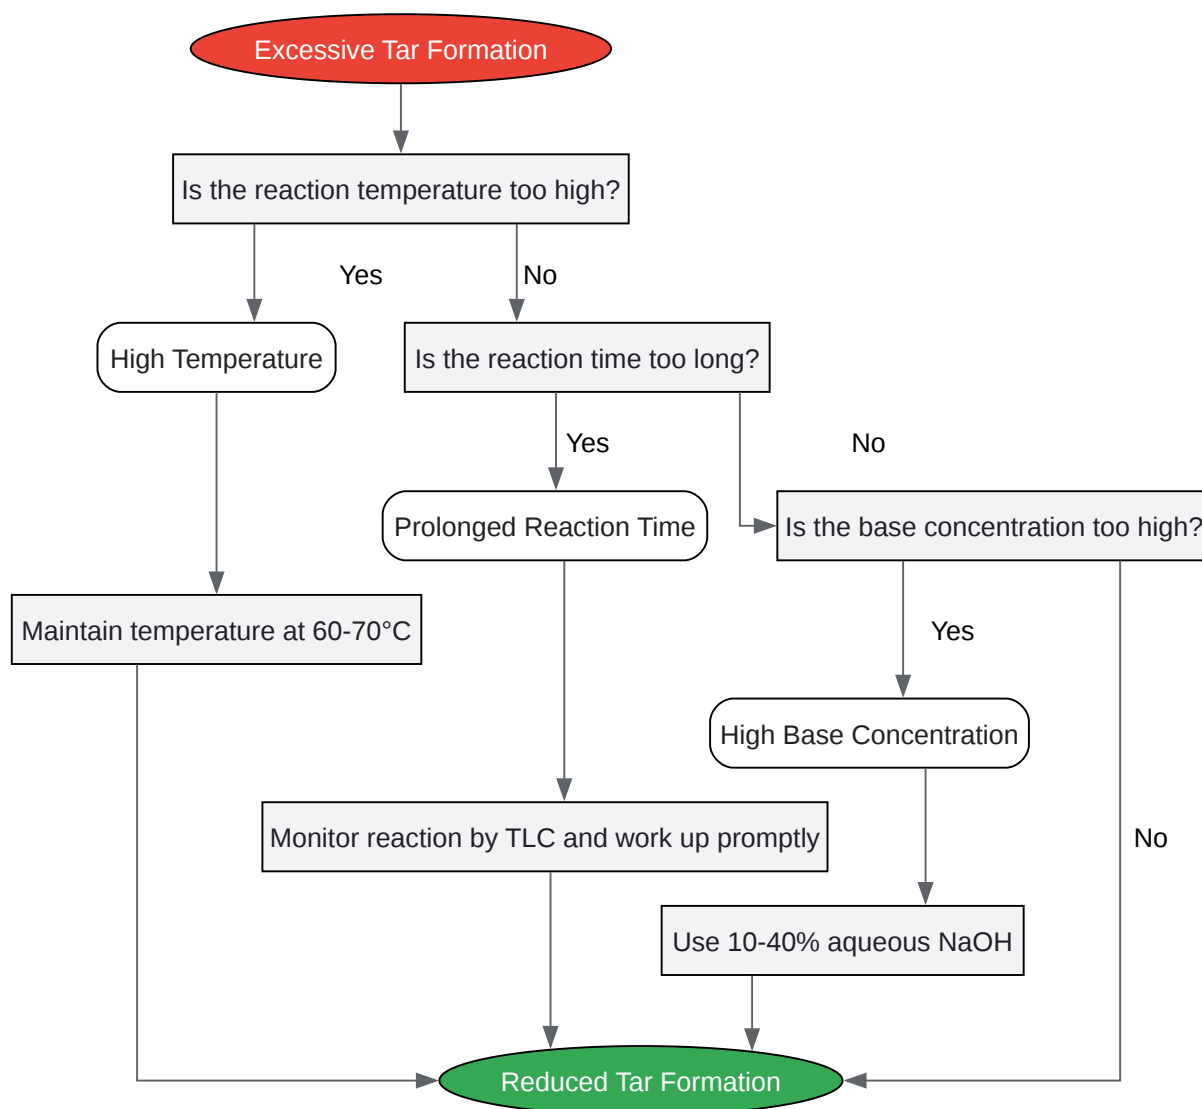 Excessive Tar Formation
Is the reaction temperature too high?
Yes
No
High Temperature
Is the reaction time too long?
Yes
No
Prolonged Reaction Time
Is the base concentration too high?
Maintain temperature at 60-70°C
Yes
High Base Concentration
Monitor reaction by TLC and work up promptly
No
Use 10-40% aqueous NaOH
Reduced Tar Formation